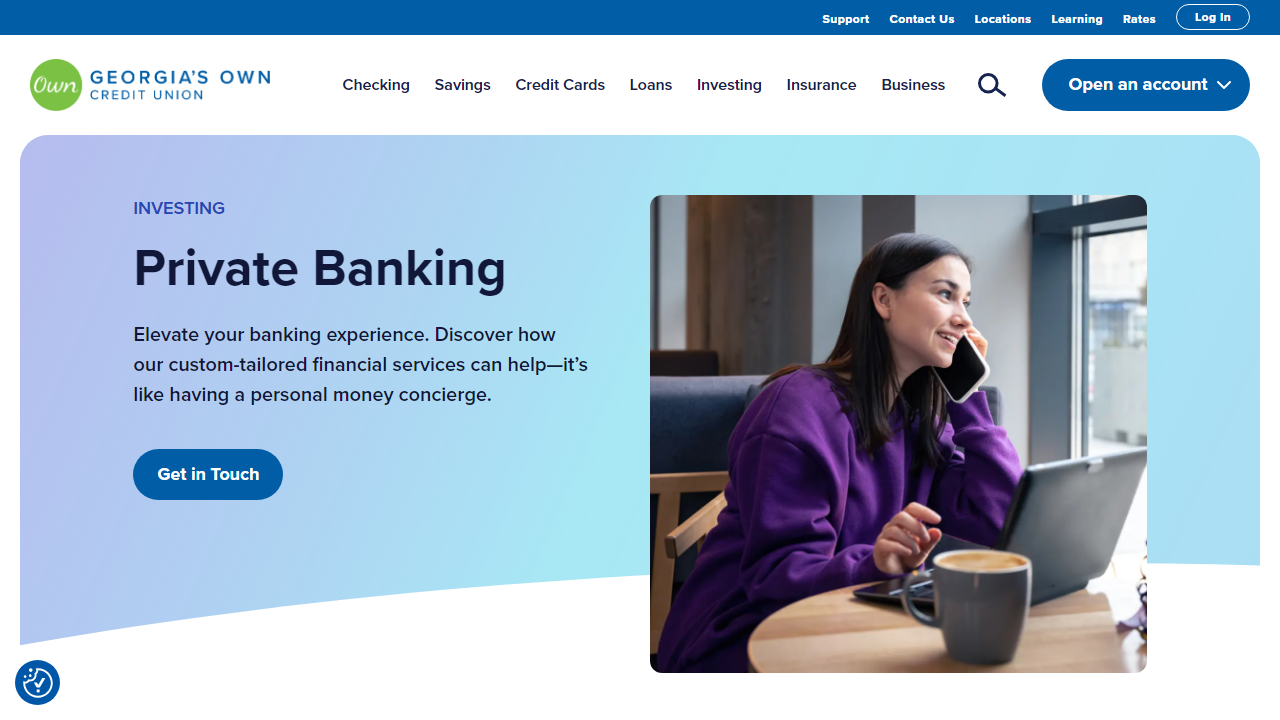 Support Contact Us Locations Learning Rates Log In
Own GEORGIA'S OWN
CREDIT UNION
Checking Savings Credit Cards Loans Investing Insurance Business Open an account
INVESTING
Private Banking
Elevate your banking experience. Discover how
our custom-tailored financial services can help—it’s
like having a personal money concierge.
Get in Touch